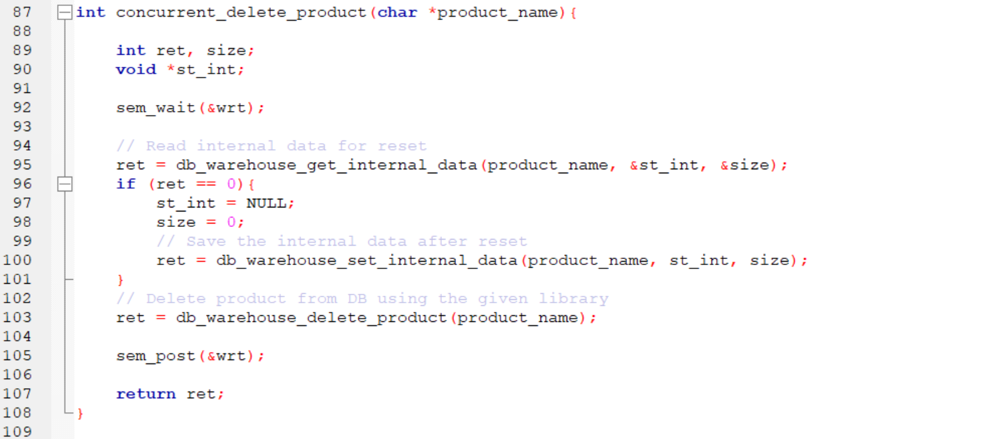 87 int concurrent_delete_product(char *product_name){
88
89 int ret, size;
90 void *st_int;
91
92 sem_wait(&wrt);
93
94 // Read internal data for reset
95 ret = db_warehouse_get_internal_data(product_name, &st_int, &size);
96 if (ret == 0){
97 st_int = NULL;
98 size = 0;
99 // Save the internal data after reset
100 ret = db_warehouse_set_internal_data(product_name, st_int, size);
101 }
102 // Delete product from DB using the given library
103 ret = db_warehouse_delete_product(product_name);
104
105 sem_post(&wrt);
106
107 return ret;
108 }
109